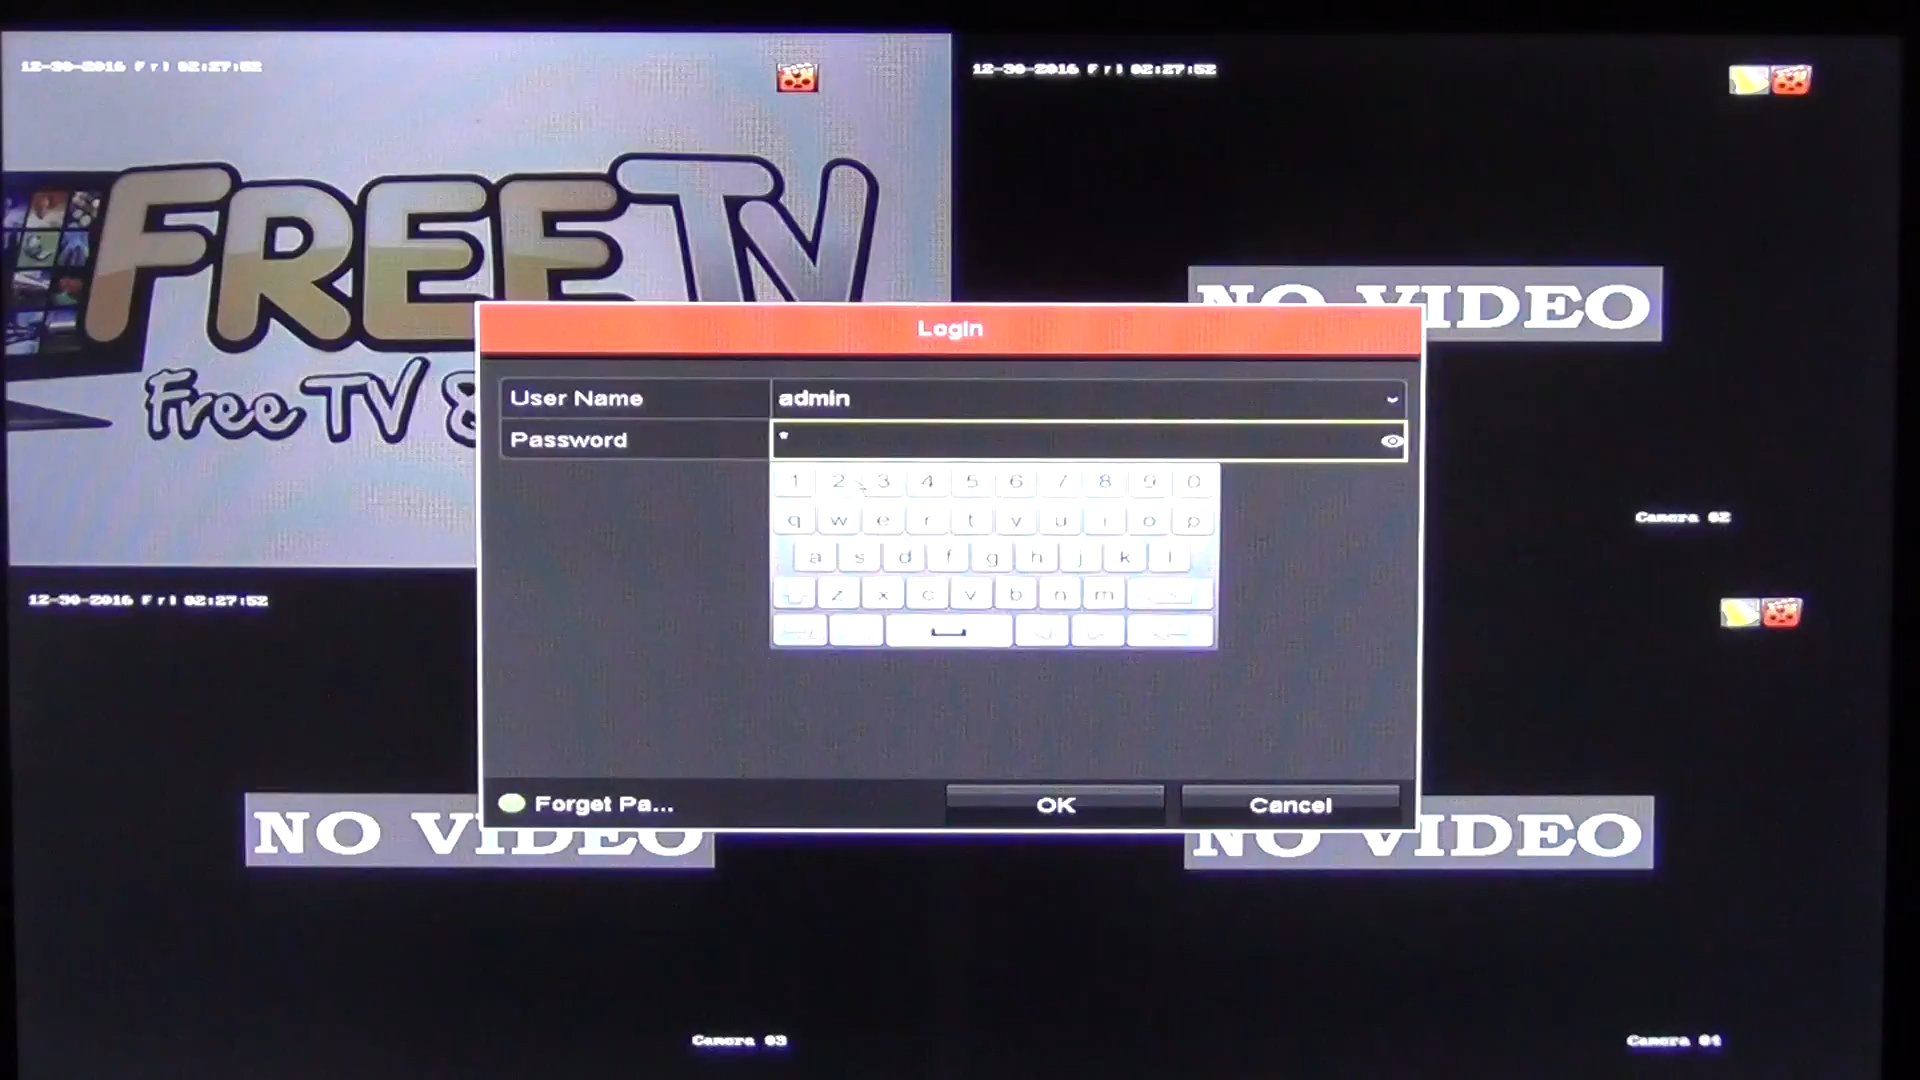 12-30-2016 Fri 02:27:52
12-30-2016 Fri 02:27:52
FREETV
Free TV
NO VIDEO
Login
User Name admin
Password *
1 2 3 4 5 6 7 8 9 0
q w e r t y u i o p
a s d f g h j k l
z x c v b n m
Camera 02
12-30-2016 Fri 02:27:52
Forget Pa...
OK
Cancel
NO VIDEO
NO VIDEO
Camera 03
Camera 04